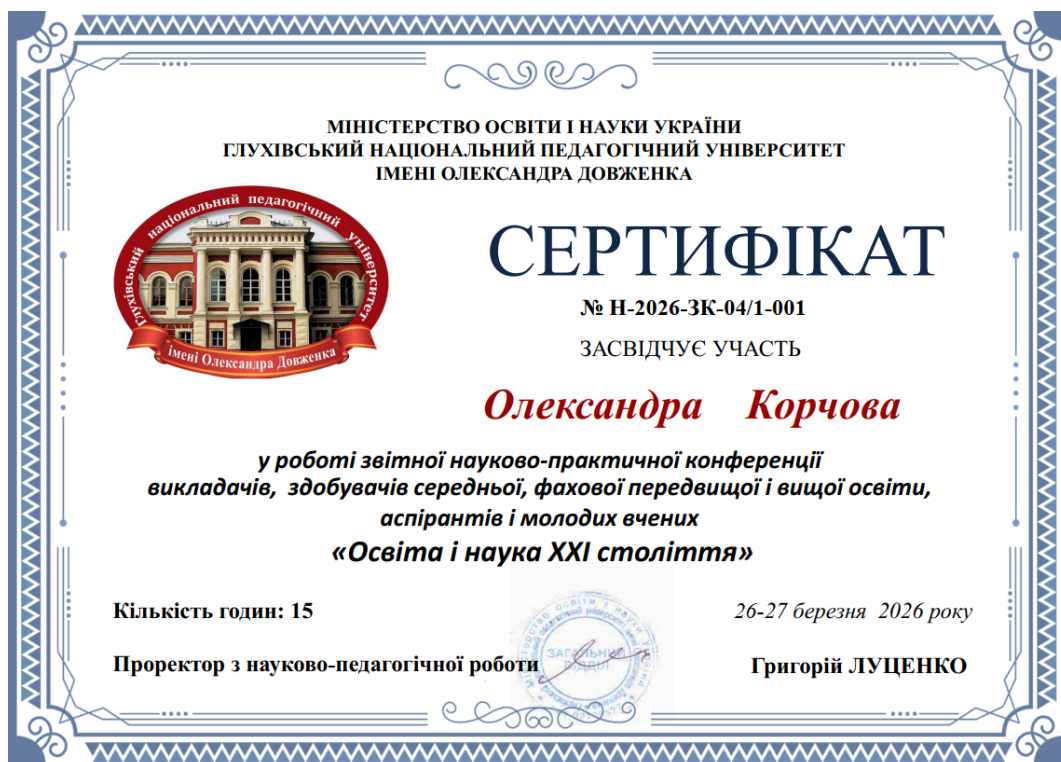 МІНІСТЕРСТВО ОСВІТИ І НАУКИ УКРАЇНИ
ГЛУХІВСЬКИЙ НАЦІОНАЛЬНИЙ ПЕДАГОГІЧНИЙ УНІВЕРСИТЕТ
ІМЕНІ ОЛЕКСАНДРА ДОВЖЕНКА
Глухівський національний педагогічний університет
імені Олександра Довженка
СЕРТИФІКАТ
№ Н-2026-ЗК-04/1-001
ЗАСВІДЧУЄ УЧАСТЬ
Олександра Корчова
у роботі звітної науково-практичної конференції
викладачів, здобувачів середньої, фахової передвищої і вищої освіти,
аспірантів і молодих вчених
«Освіта і наука ХХІ століття»
Кількість годин: 15
26-27 березня 2026 року
Проректор з науково-педагогічної роботи
Григорій ЛУЦЕНКО
ЗАГАЛЬНИЙ
ВІДДІЛ